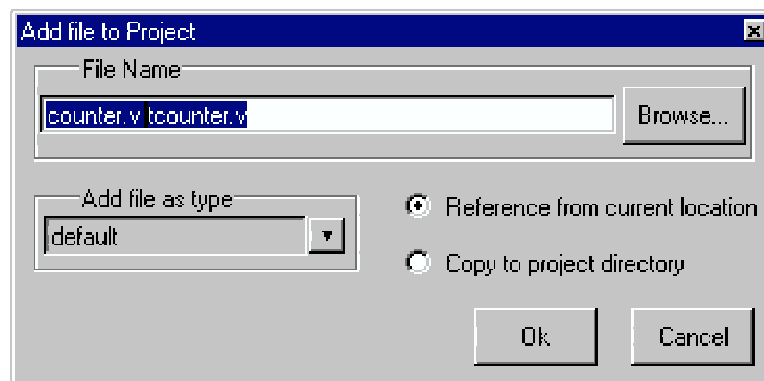 Add file to Project
File Name
counter.v tcounter.v
Browse...
Add file as type
default
Reference from current location
Copy to project directory
Ok
Cancel